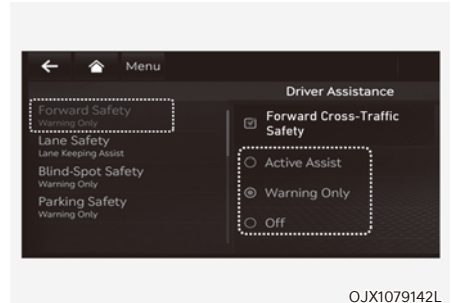 Menu
Driver Assistance
Forward Safety
Warning Only
Lane Safety
Lane Keeping Assist
Blind-Spot Safety
Warning Only
Parking Safety
Warning Only
Forward Cross-Traffic
Safety
Active Assist
Warning Only
Off
OJX1079142L